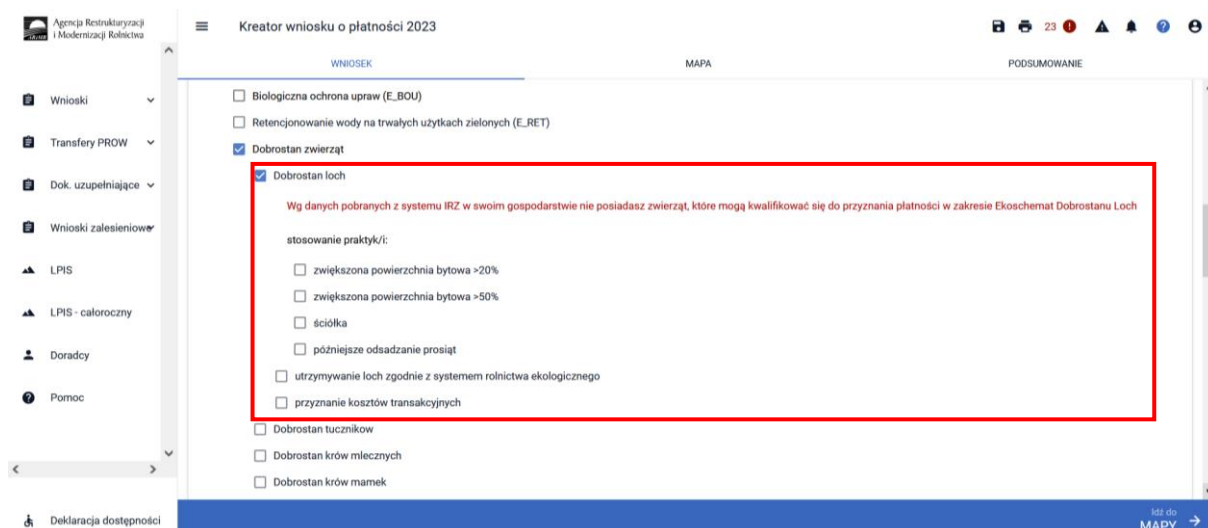 Agencja Restrukturyzacji
i Modernizacji Rolnictwa
Kreator wniosku o płatności 2023
23
WNIOSEK
MAPA
PODSUMOWANIE
Wnioski
Transfery PROW
Dok. uzupełniające
Wnioski zalesieniowe
LPIS
LPIS - całoroczny
Doradcy
Pomoc
Deklaracja dostępności
Biologiczna ochrona upraw (E_BOU)
Retencjonowanie wody na trwałych użytkach zielonych (E_RET)
Dobrostan zwierząt
Dobrostan loch
Wg danych pobranych z systemu IRZ w swoim gospodarstwie nie posiadasz zwierząt, które mogą kwalifikować się do przyznania płatności w zakresie Ekoschemat Dobrostanu Loch
stosowanie praktyk/i:
zwiększona powierzchnia bytowa >20%
zwiększona powierzchnia bytowa >50%
ściółka
późniejsze odsadzanie prosiąt
utrzymywanie loch zgodnie z systemem rolnictwa ekologicznego
przyznanie kosztów transakcyjnych
Dobrostan tucznikow
Dobrostan krów mlecznych
Dobrostan krów mamek
Idź do
MAPY